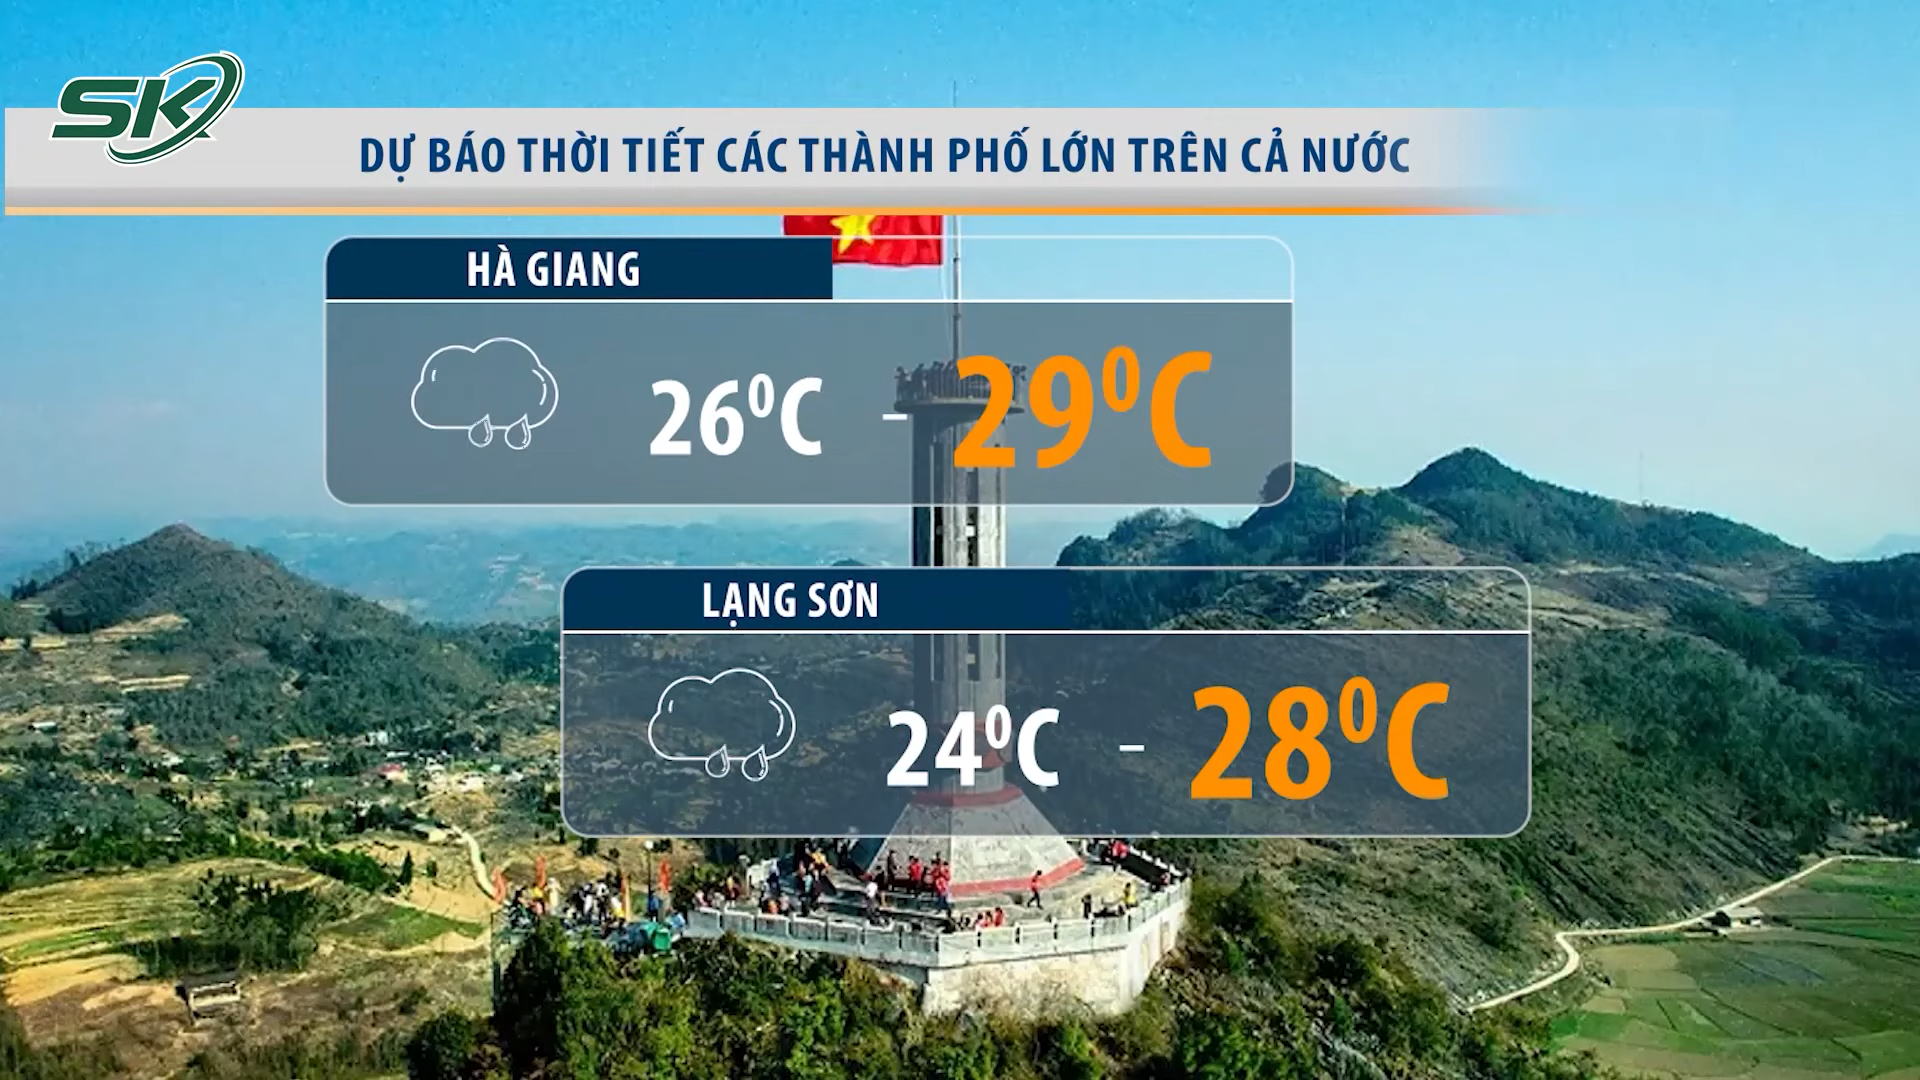 SK
DỰ BÁO THỜI TIẾT CÁC THÀNH PHỐ LỚN TRÊN CẢ NƯỚC
HÀ GIANG
26⁰C - 29⁰C
LẠNG SƠN
24⁰C - 28⁰C